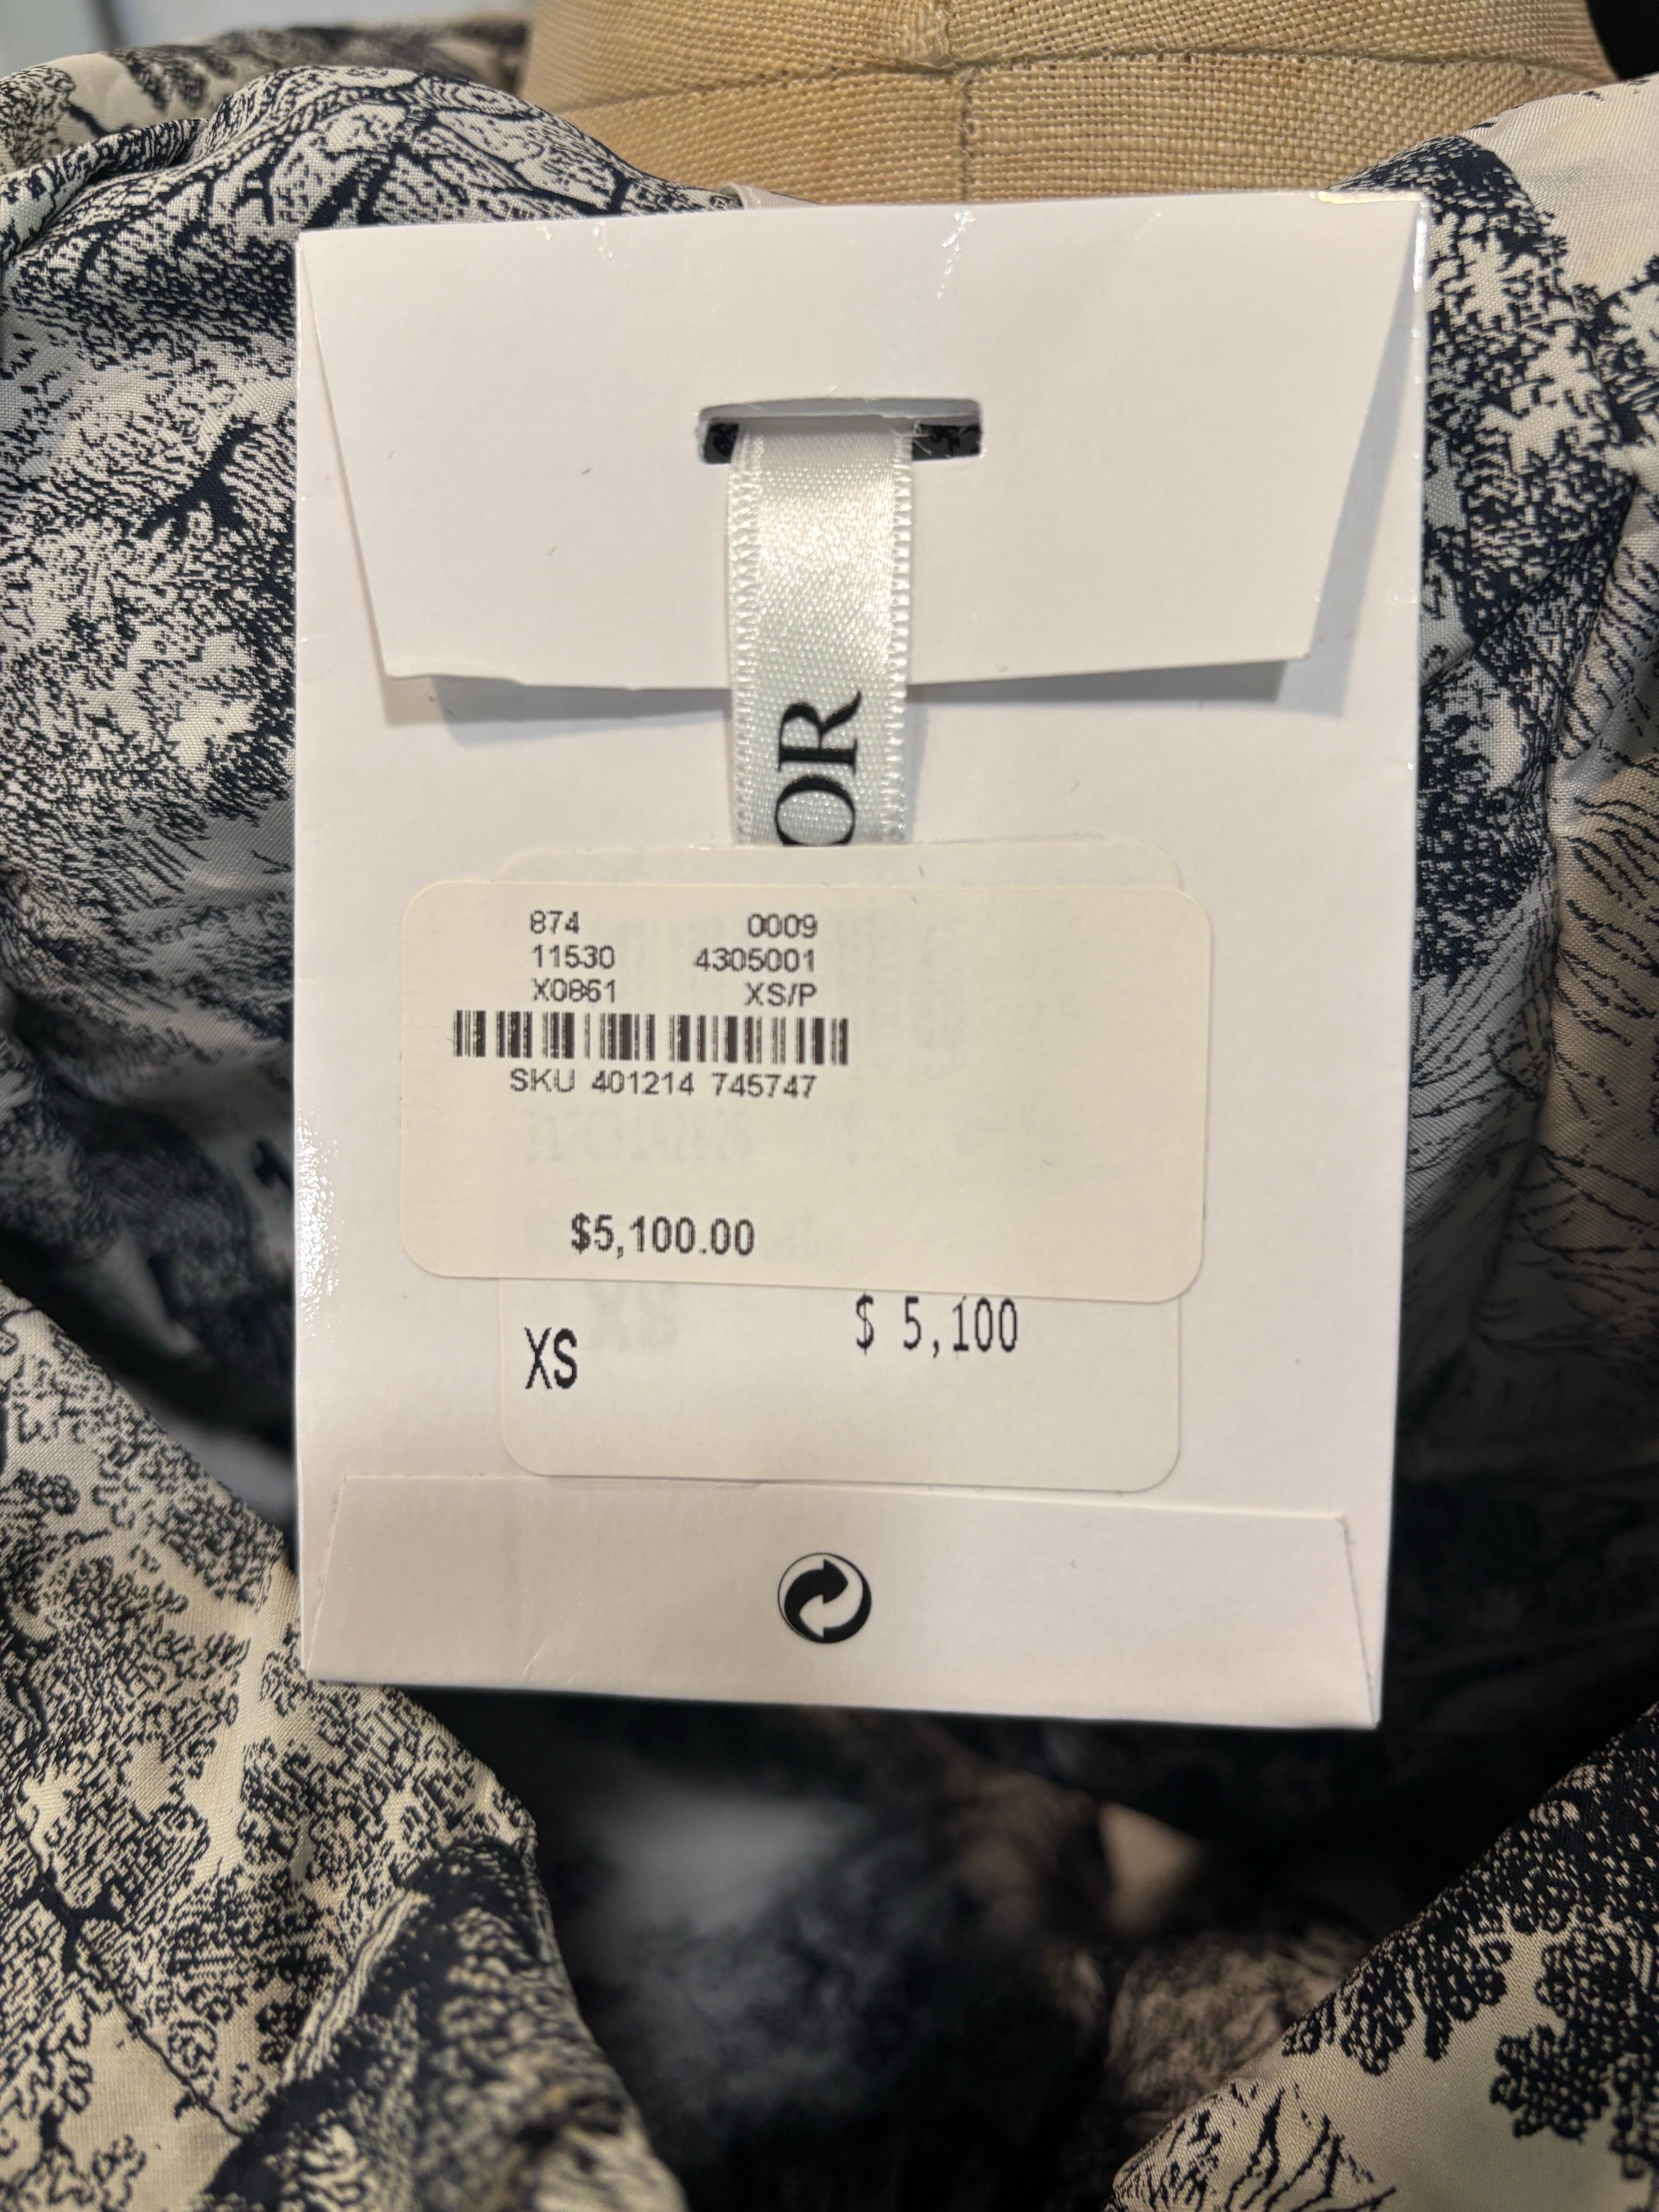 OR
874 0009
11530 4305001
X0861 XS/P
SKU 401214 745747
$5,100.00
XS $ 5,100